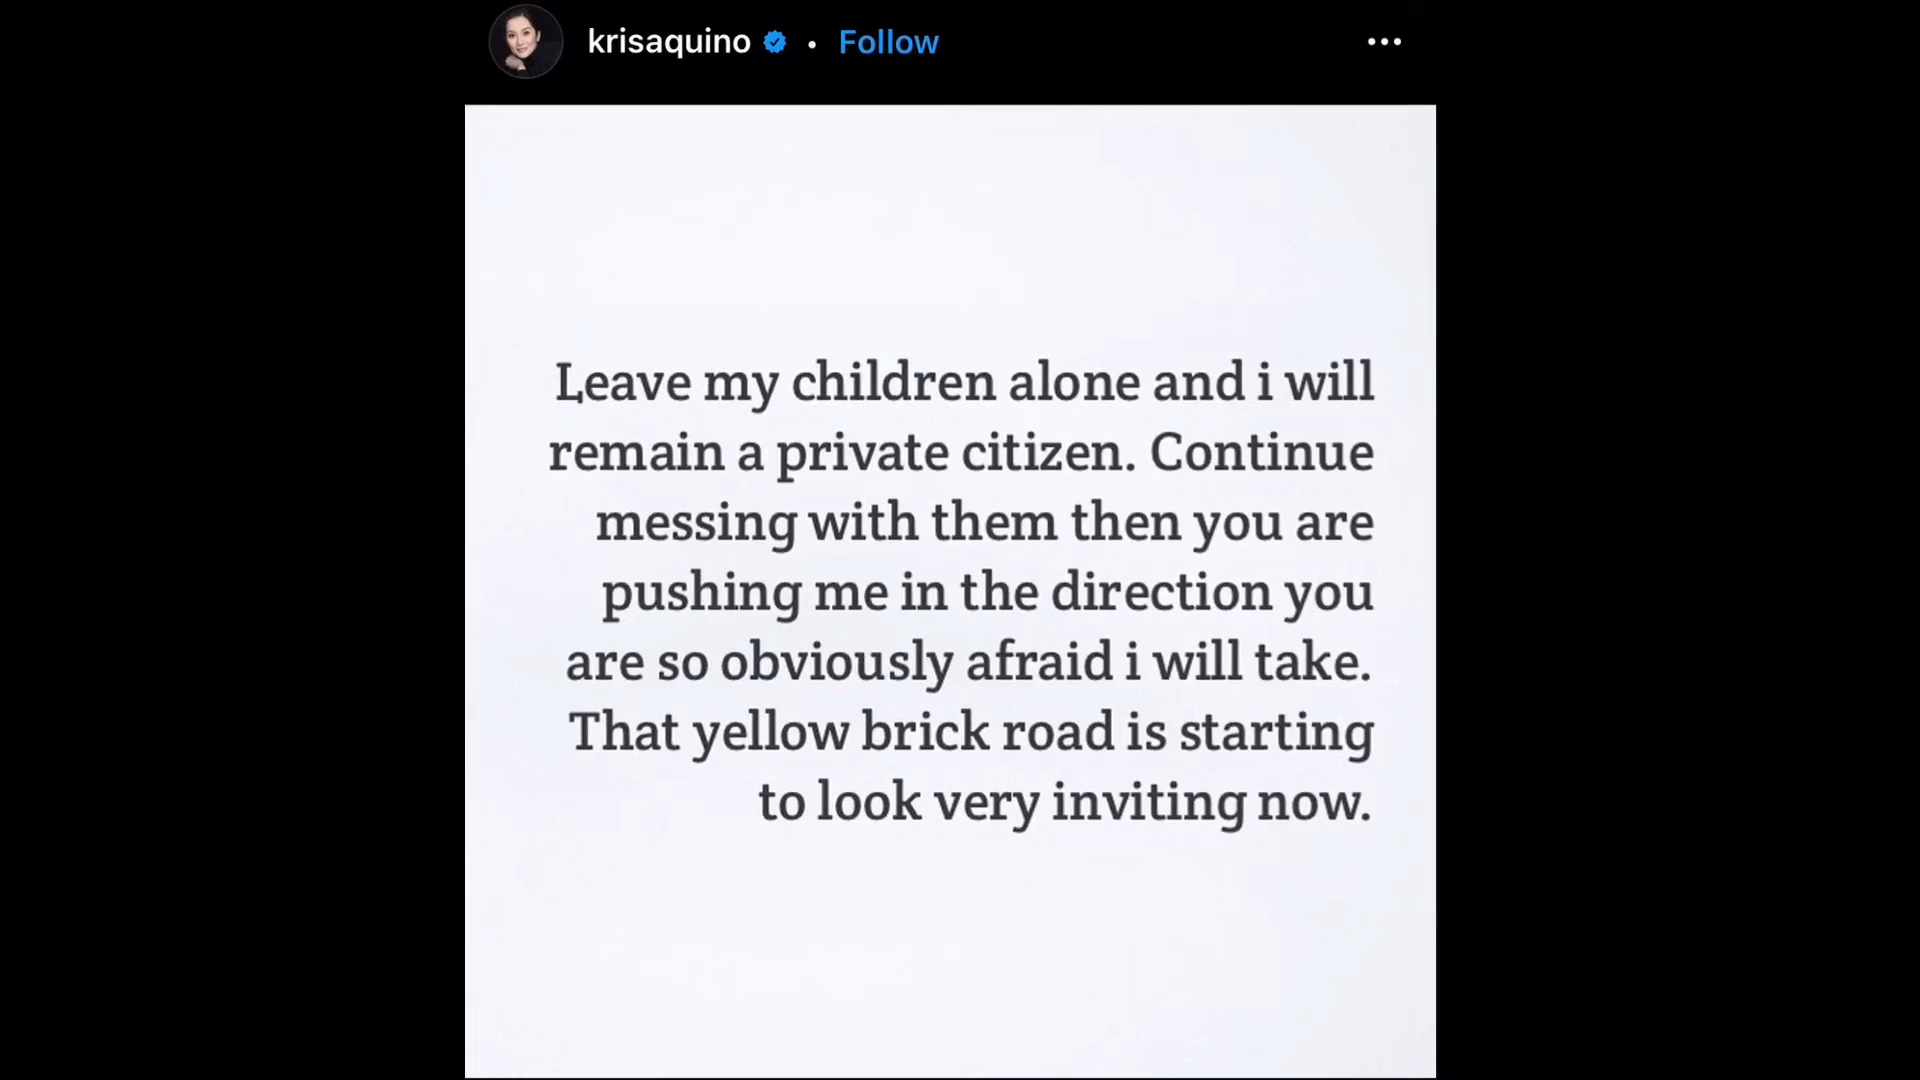 krisaquino • Follow
Leave my children alone and i will
remain a private citizen. Continue
messing with them then you are
pushing me in the direction you
are so obviously afraid i will take.
That yellow brick road is starting
to look very inviting now.